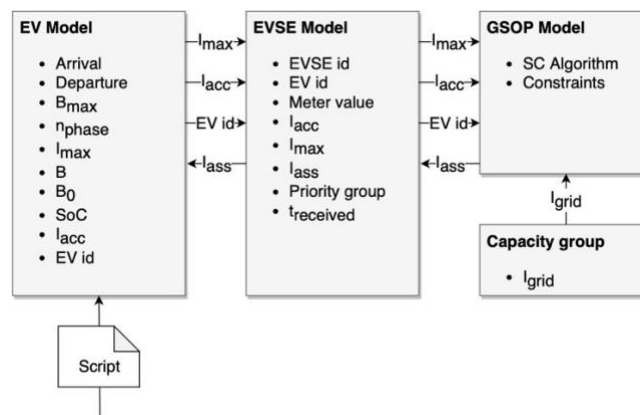 EV Model
• Arrival
• Departure
• Bmax
• nphase
• Imax
• B
• B0
• SoC
• Iacc
• EV id
Imax
Iacc
EV id
Iass
EVSE Model
• EVSE id
• EV id
• Meter value
• Iacc
• Imax
• Iass
• Priority group
• treceived
Imax
Iacc
EV id
Iass
GSOP Model
• SC Algorithm
• Constraints
Igrid
Capacity group
• Igrid
Script